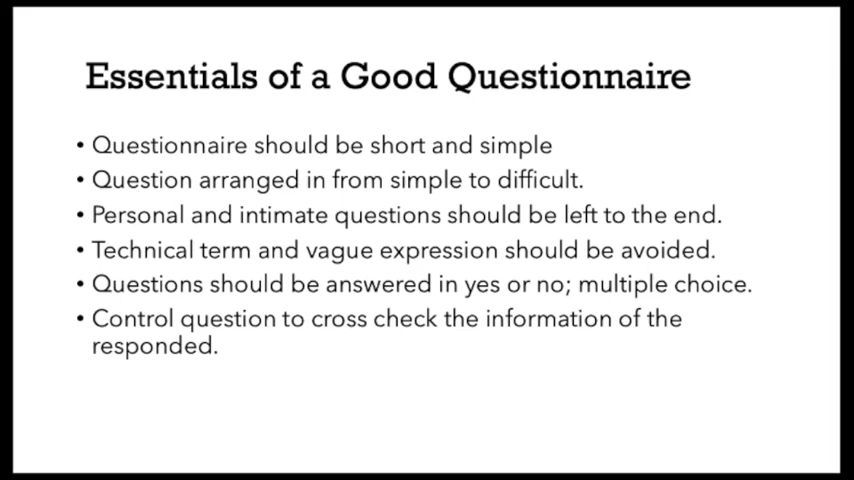 Essentials of a Good Questionnaire
• Questionnaire should be short and simple
• Question arranged in from simple to difficult.
• Personal and intimate questions should be left to the end.
• Technical term and vague expression should be avoided.
• Questions should be answered in yes or no; multiple choice.
• Control question to cross check the information of the
responded.